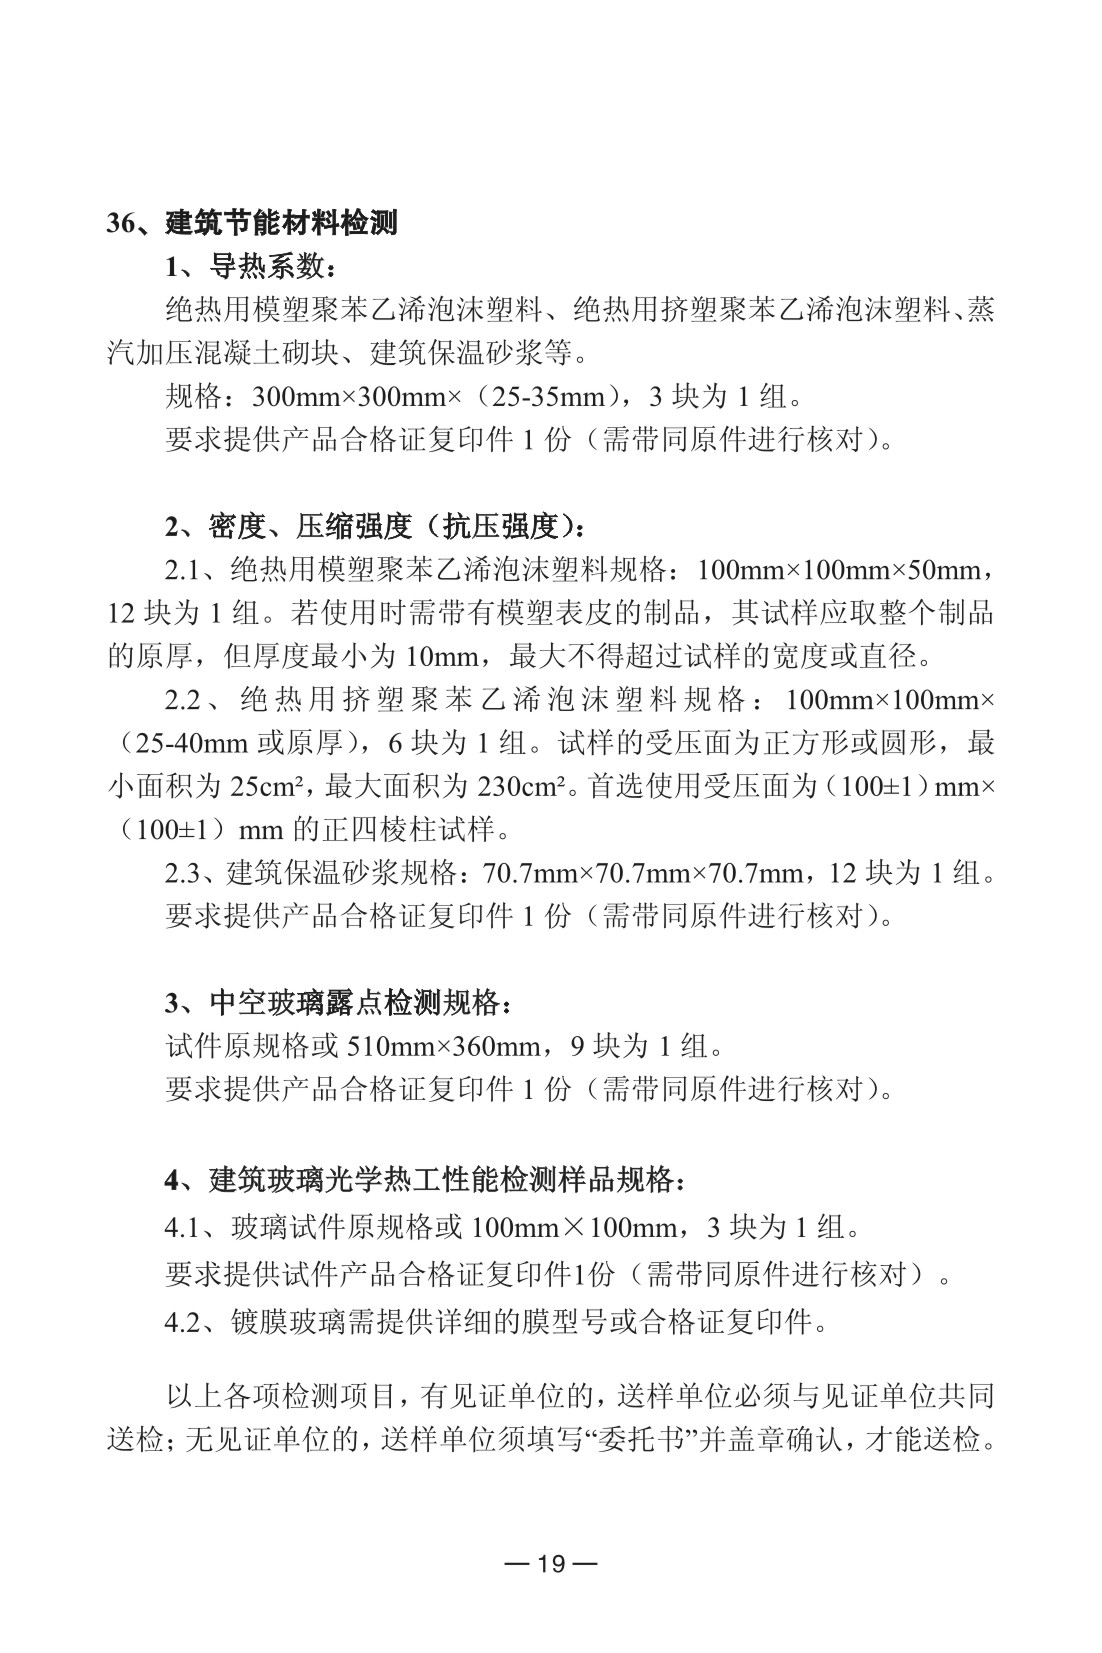 36、建筑节能材料检测
1、导热系数：
绝热用模塑聚苯乙浠泡沫塑料、绝热用挤塑聚苯乙浠泡沫塑料、蒸
汽加压混凝土砌块、建筑保温砂浆等。
规格：300mm×300mm×（25-35mm），3 块为 1 组。
要求提供产品合格证复印件 1 份（需带同原件进行核对）。
2、密度、压缩强度（抗压强度）：
2.1、绝热用模塑聚苯乙浠泡沫塑料规格：100mm×100mm×50mm，
12 块为 1 组。若使用时需带有模塑表皮的制品，其试样应取整个制品
的原厚，但厚度最小为 10mm，最大不得超过试样的宽度或直径。
2.2、绝热用挤塑聚苯乙浠泡沫塑料规格：100mm×100mm×
（25-40mm 或原厚），6 块为 1 组。试样的受压面为正方形或圆形，最
小面积为 25cm²，最大面积为 230cm²。首选使用受压面为（100±1）mm×
（100±1）mm 的正四棱柱试样。
2.3、建筑保温砂浆规格：70.7mm×70.7mm×70.7mm，12 块为 1 组。
要求提供产品合格证复印件 1 份（需带同原件进行核对）。
3、中空玻璃露点检测规格：
试件原规格或 510mm×360mm，9 块为 1 组。
要求提供产品合格证复印件 1 份（需带同原件进行核对）。
4、建筑玻璃光学热工性能检测样品规格：
4.1、玻璃试件原规格或 100mm×100mm，3 块为 1 组。
要求提供试件产品合格证复印件1份（需带同原件进行核对）。
4.2、镀膜玻璃需提供详细的膜型号或合格证复印件。
以上各项检测项目，有见证单位的，送样单位必须与见证单位共同
送检；无见证单位的，送样单位须填写“委托书”并盖章确认，才能送检。
— 19 —